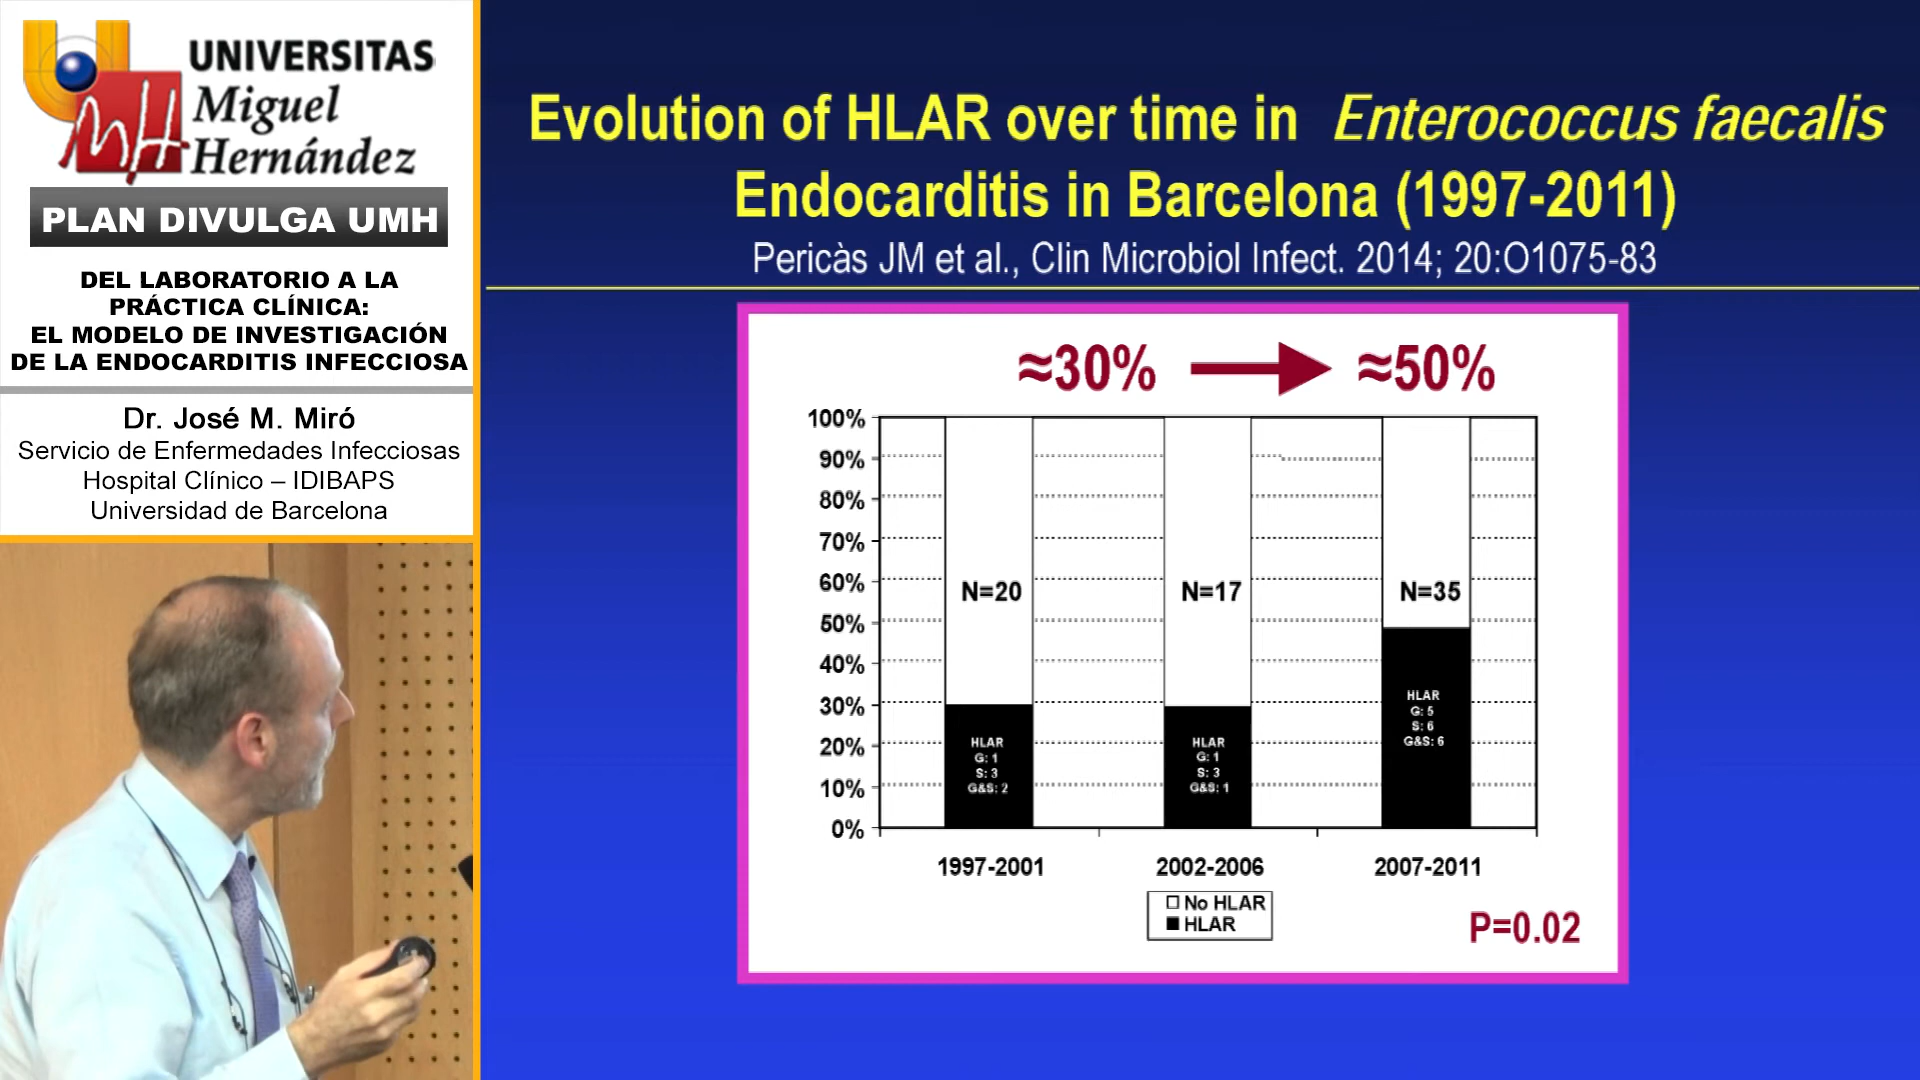 UNIVERSITAS
Miguel
Hernández
PLAN DIVULGA UMH
DEL LABORATORIO A LA
PRÁCTICA CLÍNICA:
EL MODELO DE INVESTIGACIÓN
DE LA ENDOCARDITIS INFECCIOSA
Dr. José M. Miró
Servicio de Enfermedades Infecciosas
Hospital Clínico – IDIBAPS
Universidad de Barcelona
Evolution of HLAR over time in Enterococcus faecalis
Endocarditis in Barcelona (1997-2011)
Pericàs JM et al., Clin Microbiol Infect. 2014; 20:O1075-83
≈30% ≈50%
100%
90%
80%
70%
60%
50%
40%
30%
20%
10%
0%
N=20 N=17 N=35
HLAR
G: 1
S: 3
G&S: 2
HLAR
G: 1
S: 3
G&S: 1
HLAR
G: 5
S: 6
G&S: 6
1997-2001 2002-2006 2007-2011
No HLAR
HLAR
P=0.02